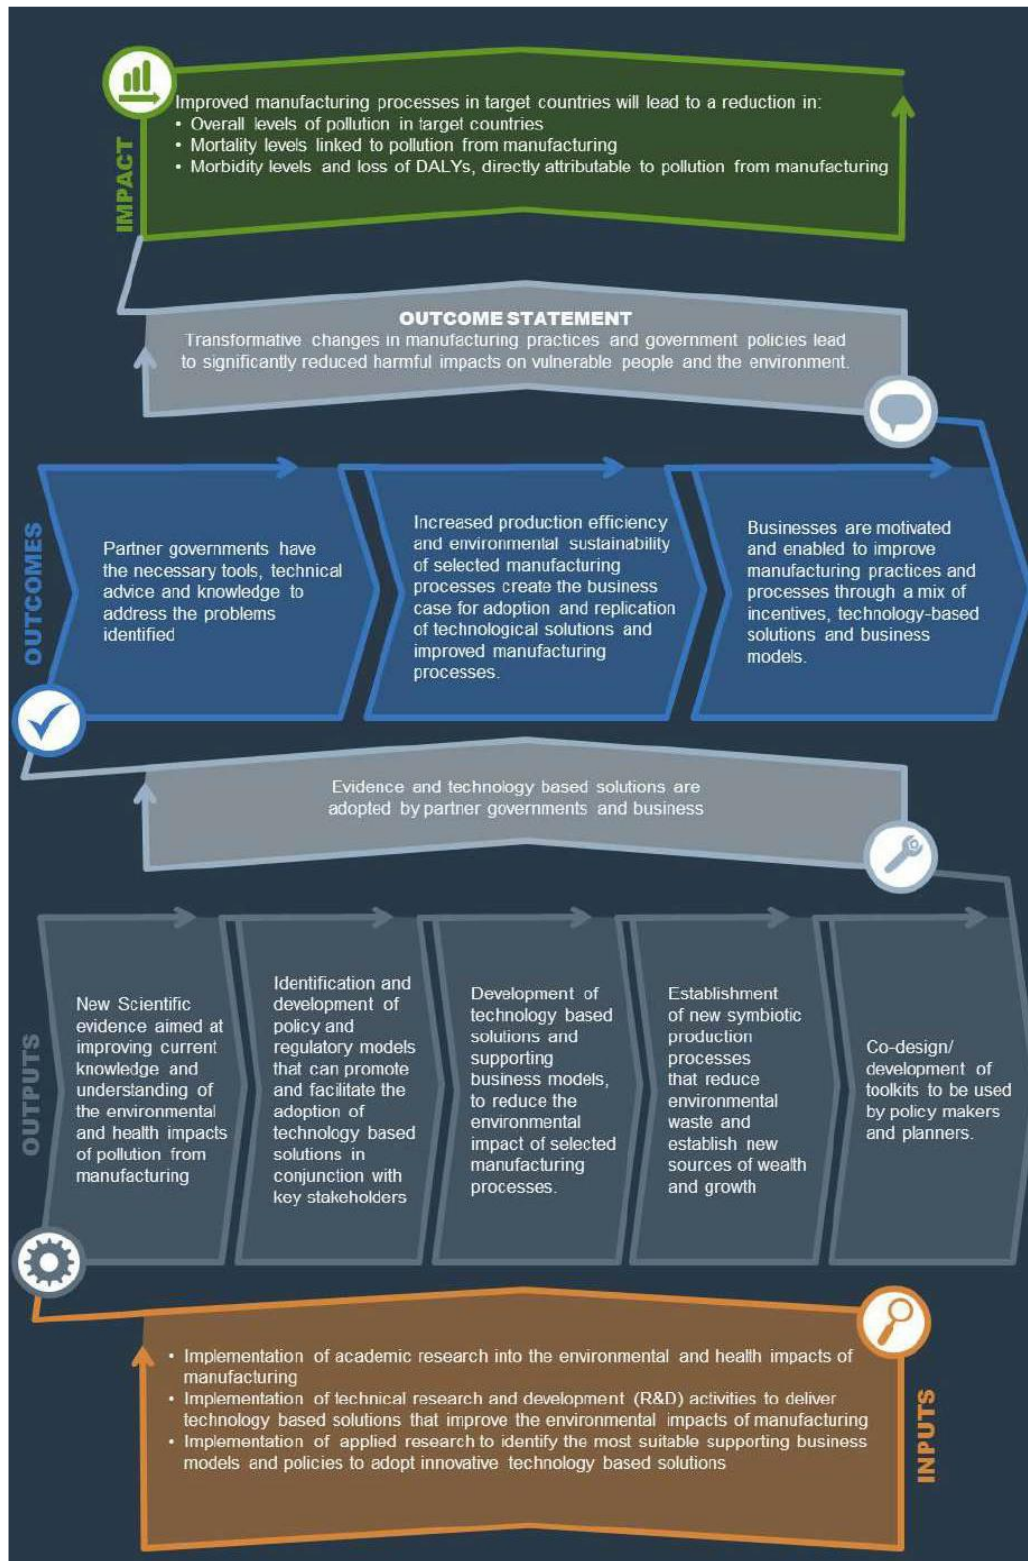 IMPACT
Improved manufacturing processes in target countries will lead to a reduction in:
• Overall levels of pollution in target countries
• Mortality levels linked to pollution from manufacturing
• Morbidity levels and loss of DALYs, directly attributable to pollution from manufacturing
OUTCOME STATEMENT
Transformative changes in manufacturing practices and government policies lead
to significantly reduced harmful impacts on vulnerable people and the environment.
OUTCOMES
Partner governments have
the necessary tools, technical
advice and knowledge to
address the problems
identified
Increased production efficiency
and environmental sustainability
of selected manufacturing
processes create the business
case for adoption and replication
of technological solutions and
improved manufacturing
processes.
Businesses are motivated
and enabled to improve
manufacturing practices and
processes through a mix of
incentives, technology-based
solutions and business
models.
Evidence and technology based solutions are
adopted by partner governments and business
OUTPUTS
New Scientific
evidence aimed at
improving current
knowledge and
understanding of
the environmental
and health impacts
of pollution from
manufacturing
Identification and
development of
policy and
regulatory models
that can promote
and facilitate the
adoption of
technology based
solutions in
conjunction with
key stakeholders
Development of
technology based
solutions and
supporting
business models,
to reduce the
environmental
impact of selected
manufacturing
processes.
Establishment
of new symbiotic
production
processes
that reduce
environmental
waste and
establish new
sources of wealth
and growth
Co-design/
development of
toolkits to be used
by policy makers
and planners.
• Implementation of academic research into the environmental and health impacts of
manufacturing
• Implementation of technical research and development (R&D) activities to deliver
technology based solutions that improve the environmental impacts of manufacturing
• Implementation of applied research to identify the most suitable supporting business
models and policies to adopt innovative technology based solutions
INPUTS